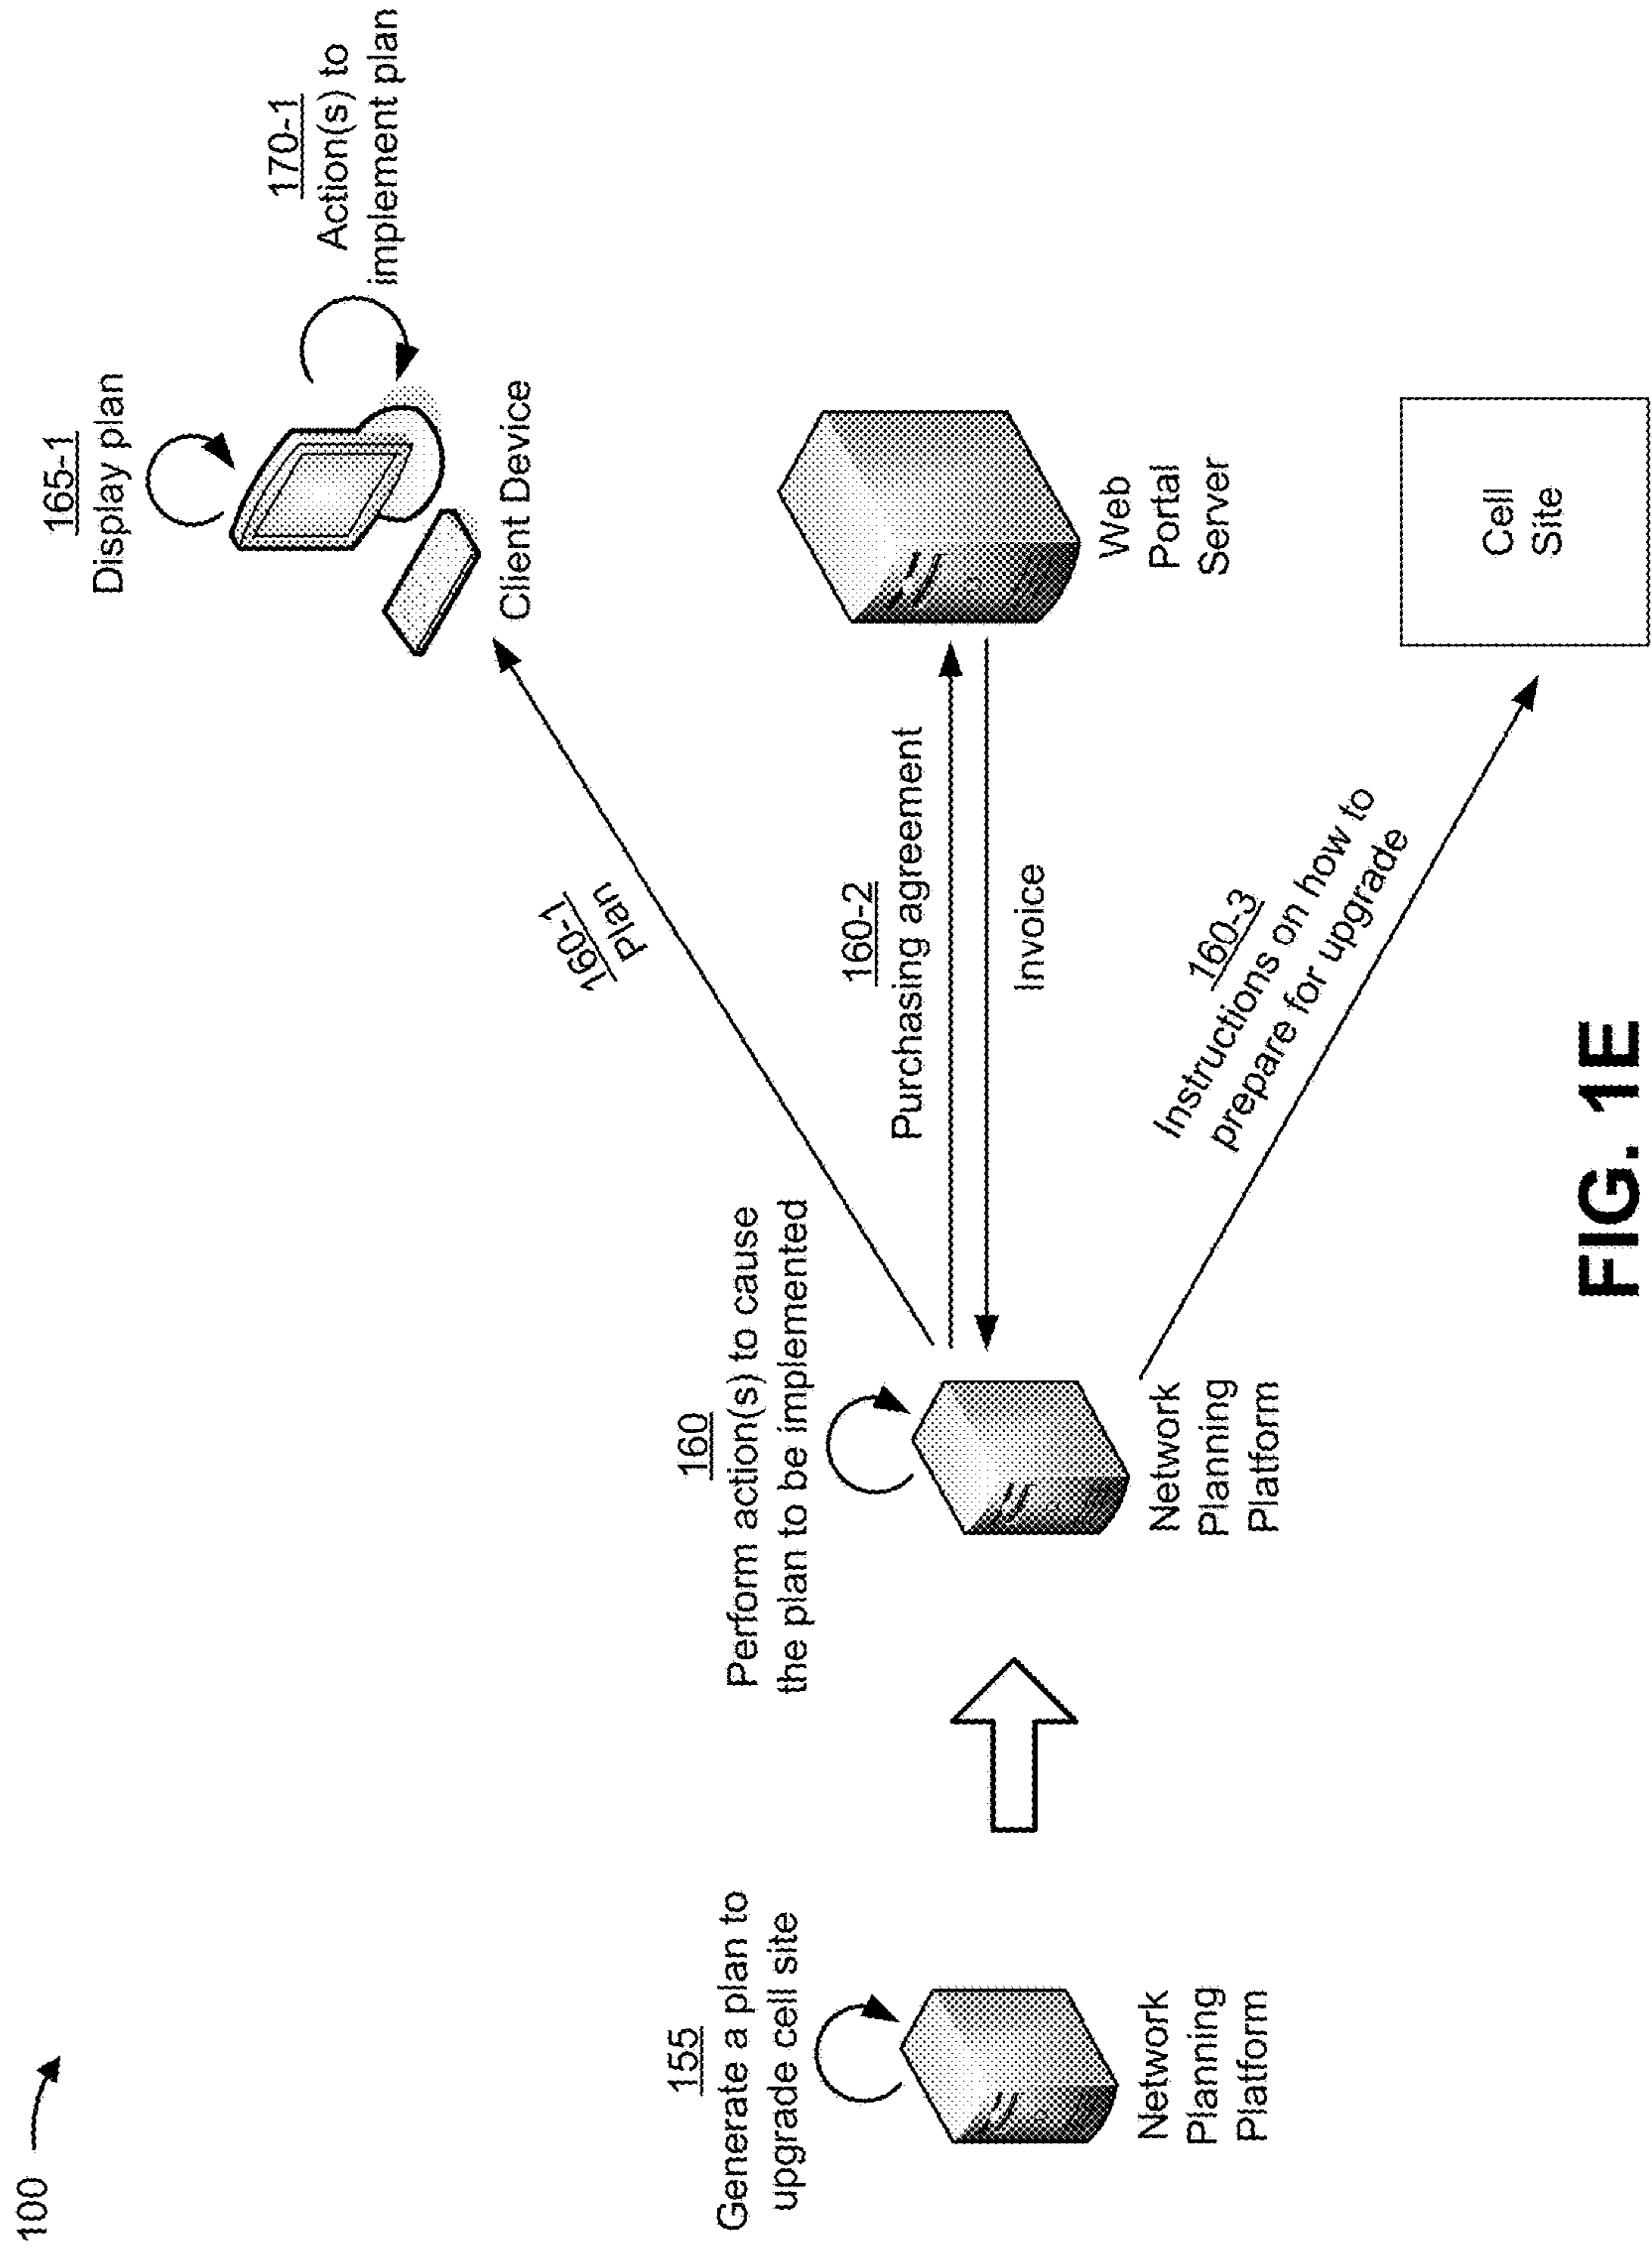 100
155
Generate a plan to
upgrade cell site
Network
Planning
Platform
160
Perform action(s) to cause
the plan to be implemented
Network
Planning
Platform
160-1
Plan
160-2
Purchasing agreement
Invoice
160-3
Instructions on how to
prepare for upgrade
165-1
Display plan
170-1
Action(s) to
implement plan
Client Device
Web
Portal
Server
Cell
Site
FIG. 1E